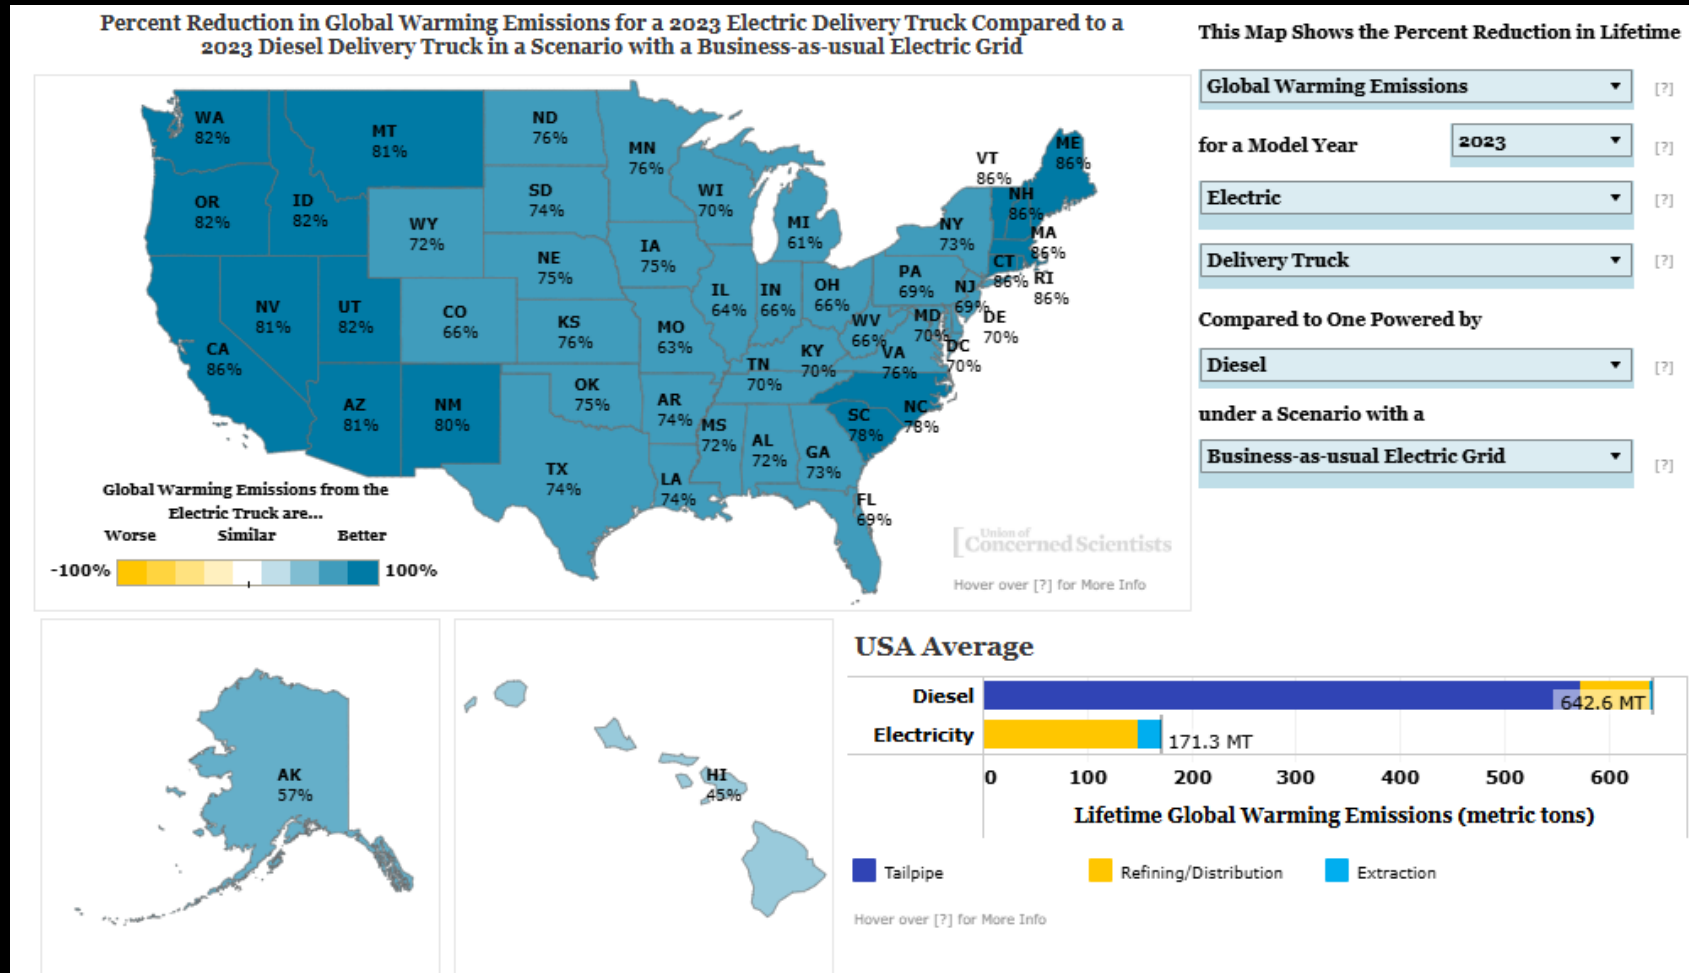 Percent Reduction in Global Warming Emissions for a 2023 Electric Delivery Truck Compared to a
2023 Diesel Delivery Truck in a Scenario with a Business-as-usual Electric Grid
WA
82%
MT
81%
ND
76%
MN
76%
VT
86%
ME
86%
OR
82%
ID
82%
WY
72%
SD
74%
WI
70%
MI
61%
NY
73%
NH
86%
MA
86%
CT
86%
RI
86%
NV
81%
UT
82%
CO
66%
NE
75%
IA
75%
IL
64%
IN
66%
OH
66%
PA
69%
NJ
69%
CA
86%
KS
76%
MO
63%
WV
66%
MD
70%
DE
70%
DC
70%
VA
76%
KY
70%
TN
70%
AZ
81%
NM
80%
OK
75%
AR
74%
MS
72%
AL
72%
GA
73%
SC
78%
NC
78%
TX
74%
LA
74%
FL
69%
Global Warming Emissions from the
Electric Truck are...
Worse Similar Better
-100% 100%
Union of
Concerned Scientists
Hover over [?] for More Info
This Map Shows the Percent Reduction in Lifetime
Global Warming Emissions [?]
for a Model Year 2023 [?]
Electric [?]
Delivery Truck [?]
Compared to One Powered by
Diesel [?]
under a Scenario with a
Business-as-usual Electric Grid [?]
AK
57%
HI
45%
USA Average
Diesel 642.6 MT
Electricity 171.3 MT
0 100 200 300 400 500 600
Lifetime Global Warming Emissions (metric tons)
Tailpipe Refining/Distribution Extraction
Hover over [?] for More Info